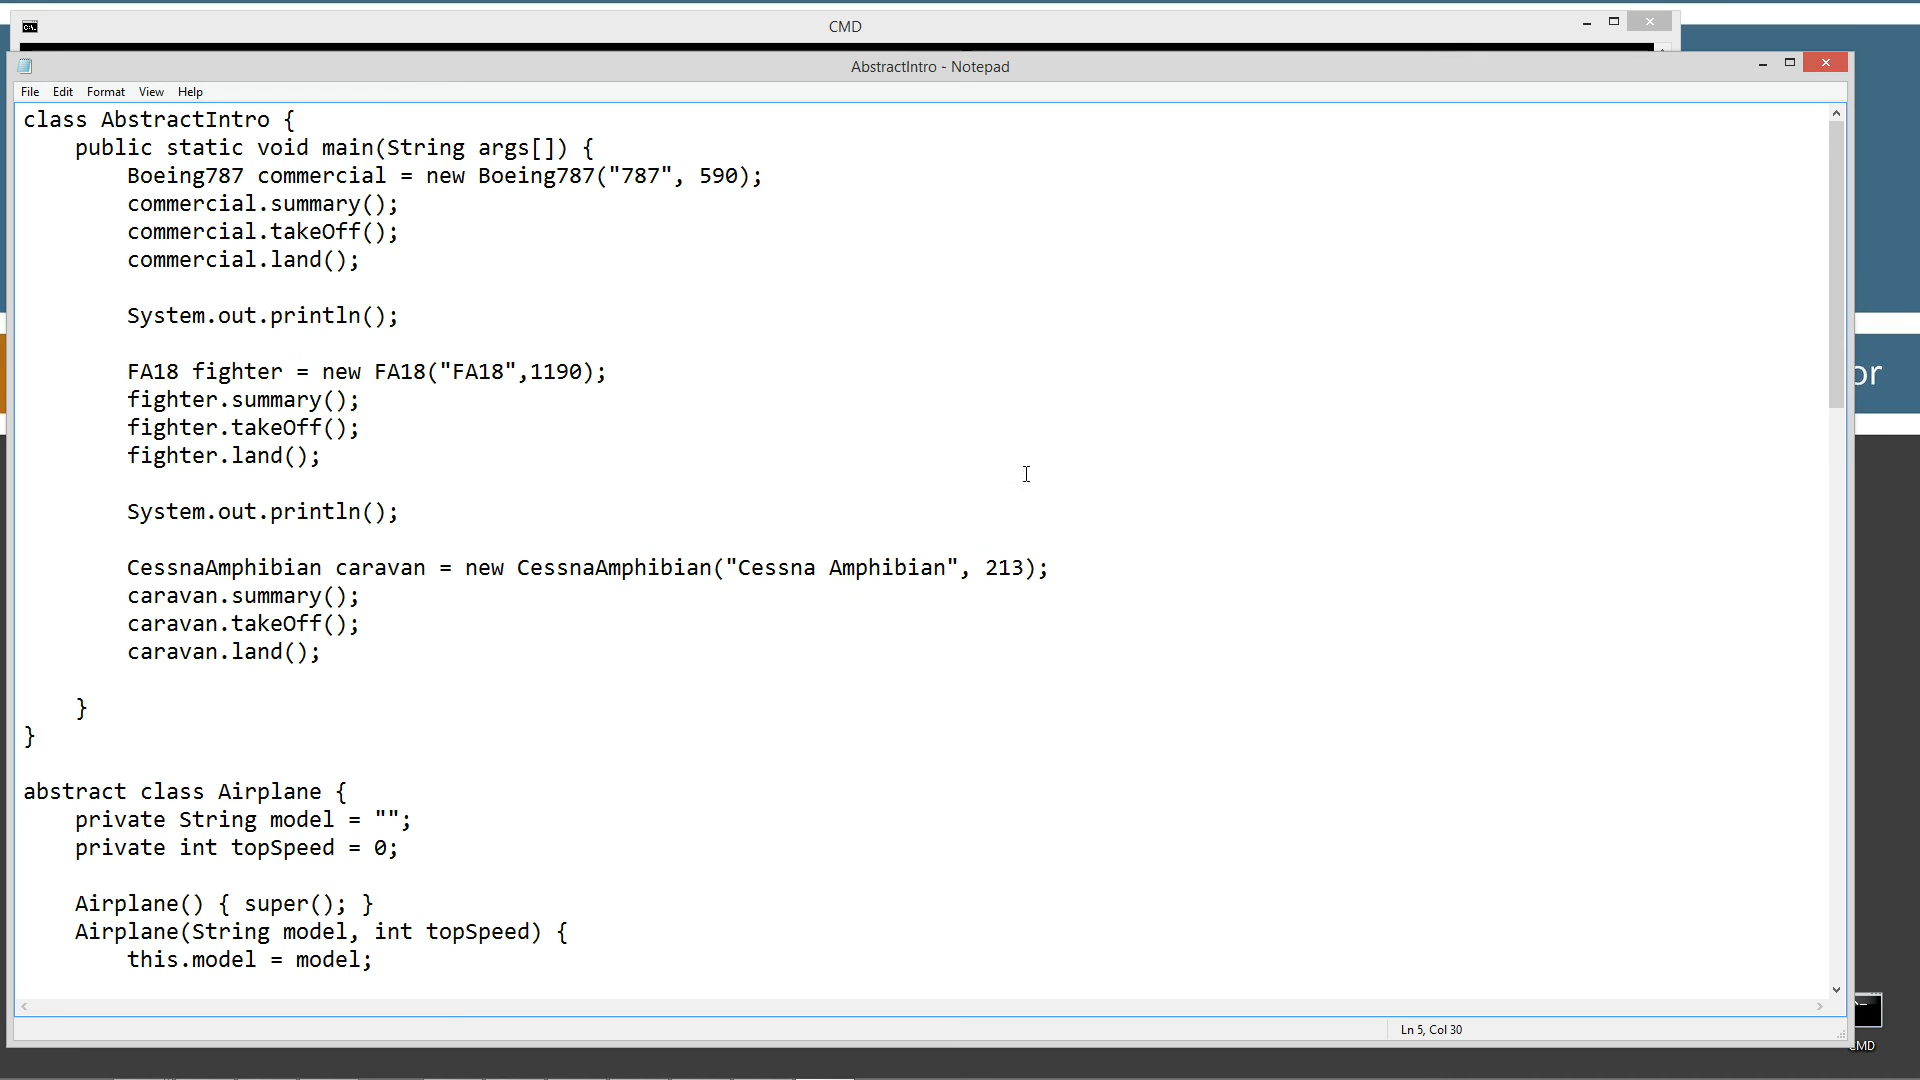 CMD
AbstractIntro - Notepad
File Edit Format View Help
class AbstractIntro {
    public static void main(String args[]) {
        Boeing787 commercial = new Boeing787("787", 590);
        commercial.summary();
        commercial.takeOff();
        commercial.land();

        System.out.println();

        FA18 fighter = new FA18("FA18",1190);
        fighter.summary();
        fighter.takeOff();
        fighter.land();

        System.out.println();

        CessnaAmphibian caravan = new CessnaAmphibian("Cessna Amphibian", 213);
        caravan.summary();
        caravan.takeOff();
        caravan.land();

    }
}

abstract class Airplane {
    private String model = "";
    private int topSpeed = 0;

    Airplane() { super(); }
    Airplane(String model, int topSpeed) {
        this.model = model;
Ln 5, Col 30
or
CMD